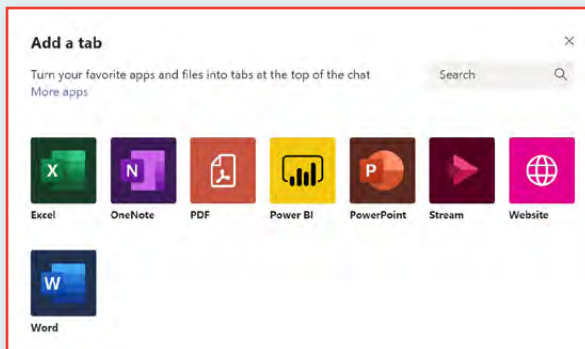 Add a tab
Turn your favorite apps and files into tabs at the top of the chat
Search
More apps
X
N
P
Excel
OneNote
PDF
Power BI
PowerPoint
Stream
Website
W
Word